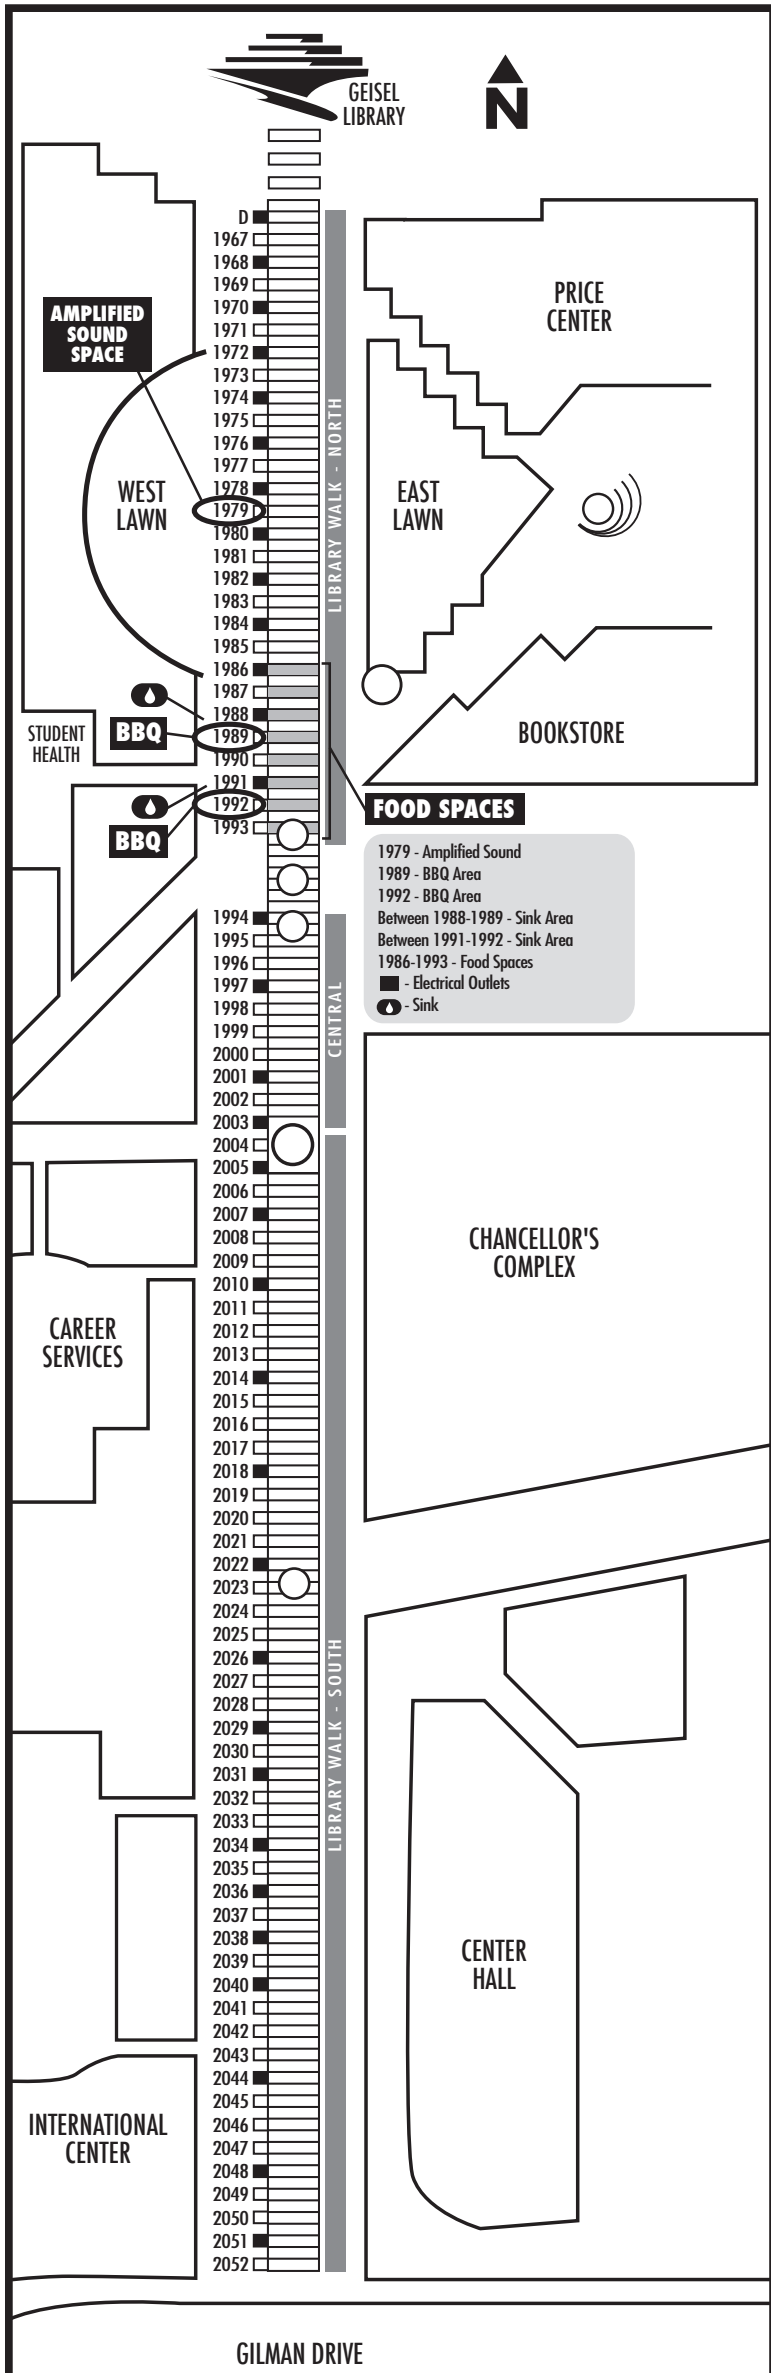 GEISEL
LIBRARY
N
D
1967
1968
1969
1970
1971
1972
1973
1974
1975
1976
1977
1978
1979
1980
1981
1982
1983
1984
1985
1986
1987
1988
1989
1990
1991
1992
1993
AMPLIFIED
SOUND
SPACE
WEST
LAWN
LIBRARY WALK - NORTH
PRICE
CENTER
EAST
LAWN
BOOKSTORE
STUDENT
HEALTH
BBQ
BBQ
FOOD SPACES
1979 - Amplified Sound
1989 - BBQ Area
1992 - BBQ Area
Between 1988-1989 - Sink Area
Between 1991-1992 - Sink Area
1986-1993 - Food Spaces
- Electrical Outlets
- Sink
1994
1995
1996
1997
1998
1999
2000
2001
2002
2003
CENTRAL
2004
2005
2006
2007
2008
2009
2010
2011
2012
2013
2014
2015
2016
2017
2018
2019
2020
2021
2022
2023
2024
2025
2026
2027
2028
2029
2030
2031
2032
2033
2034
2035
2036
2037
2038
2039
2040
2041
2042
2043
2044
2045
2046
2047
2048
2049
2050
2051
2052
LIBRARY WALK - SOUTH
CHANCELLOR'S
COMPLEX
CAREER
SERVICES
CENTER
HALL
INTERNATIONAL
CENTER
GILMAN DRIVE